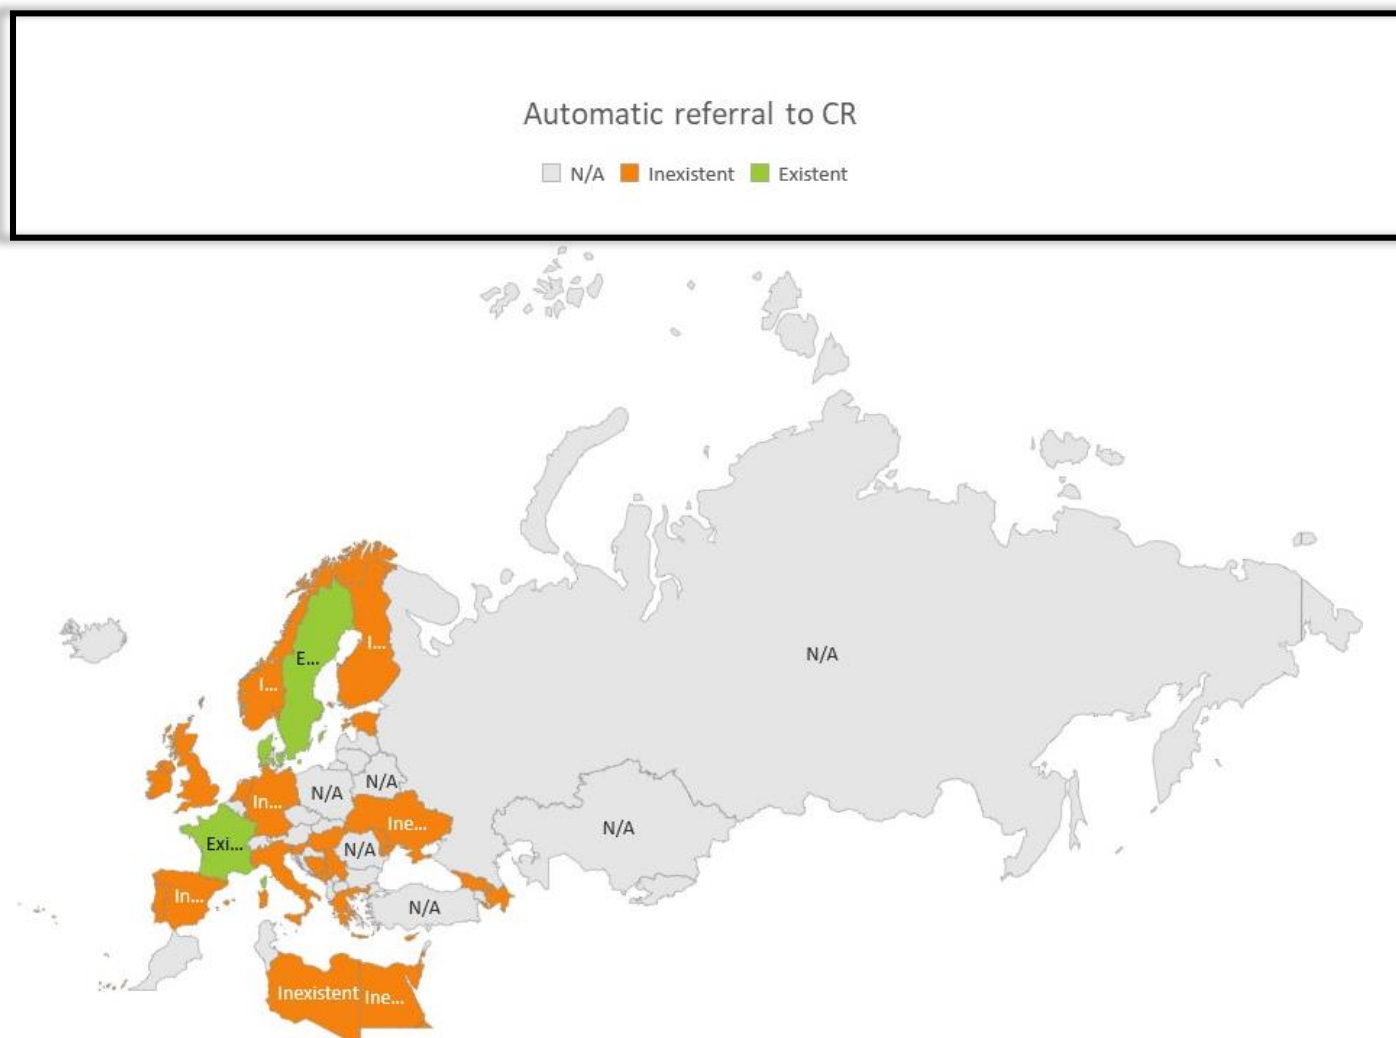 Automatic referral to CR
N/A Inexistent Existent
N/A
I...
E...
I...
N/A
In...
N/A
Ine...
N/A
Exi...
N/A
In...
N/A
Inexistent Ine...